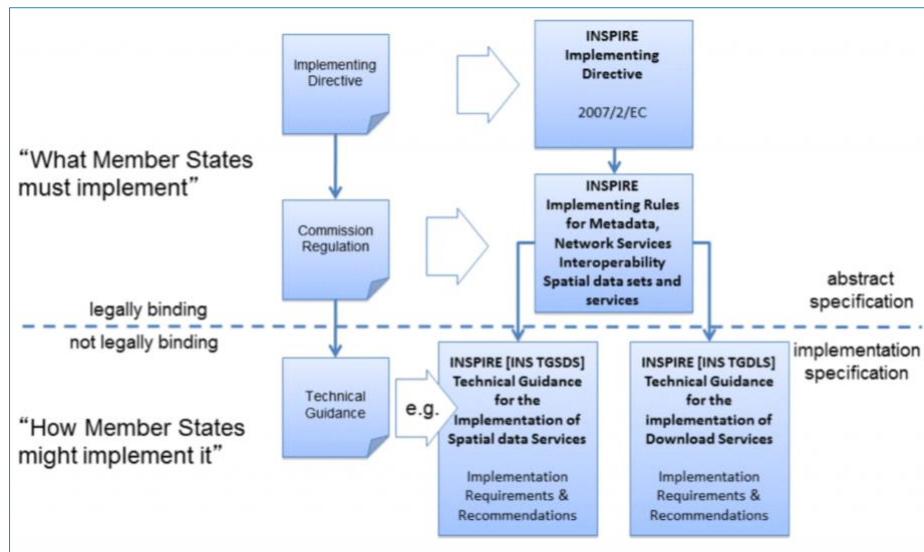 Implementing
Directive
INSPIRE
Implementing
Directive
2007/2/EC
“What Member States
must implement”
Commission
Regulation
INSPIRE
Implementing Rules
for Metadata,
Network Services
Interoperability
Spatial data sets and
services
legally binding
abstract
specification
not legally binding
implementation
specification
Technical
Guidance
e.g.
“How Member States
might implement it”
INSPIRE [INS TGSDS]
Technical Guidance
for the
Implementation of
Spatial data Services
Implementation
Requirements &
Recommendations
INSPIRE [INS TGDLS]
Technical Guidance
for the
implementation of
Download Services
Implementation
Requirements &
Recommendations